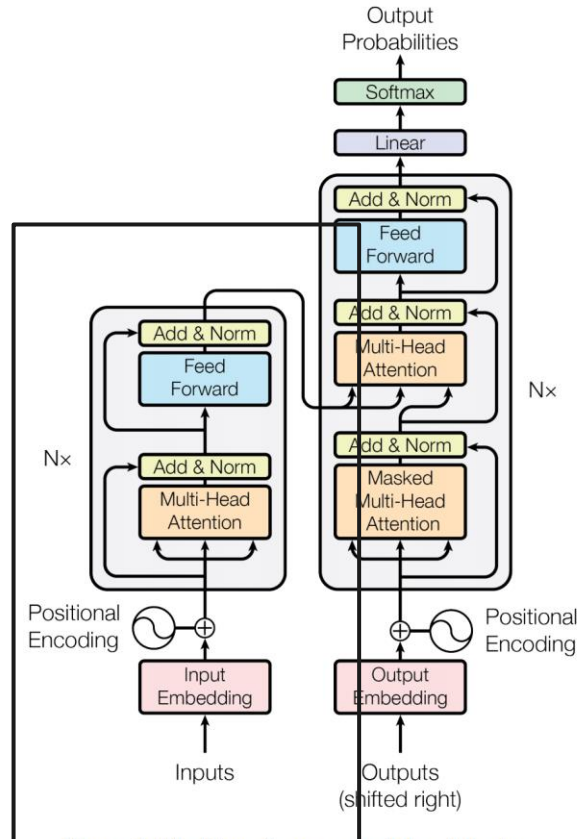 Output
Probabilities
Softmax
Linear
Add & Norm
Feed
Forward
Add & Norm
Multi-Head
Attention
Nx
Add & Norm
Masked
Multi-Head
Attention
Add & Norm
Feed
Forward
Nx
Add & Norm
Multi-Head
Attention
Positional
Encoding
Positional
Encoding
Input
Embedding
Output
Embedding
Inputs
Outputs
(shifted right)